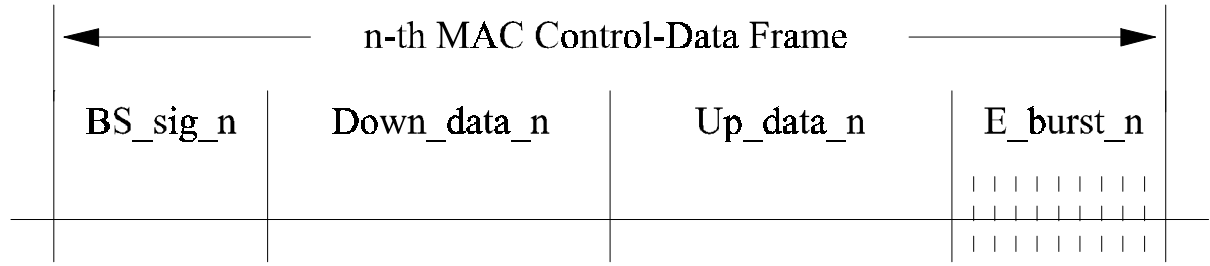 n-th MAC Control-Data Frame
BS_sig_n Down_data_n Up_data_n E_burst_n